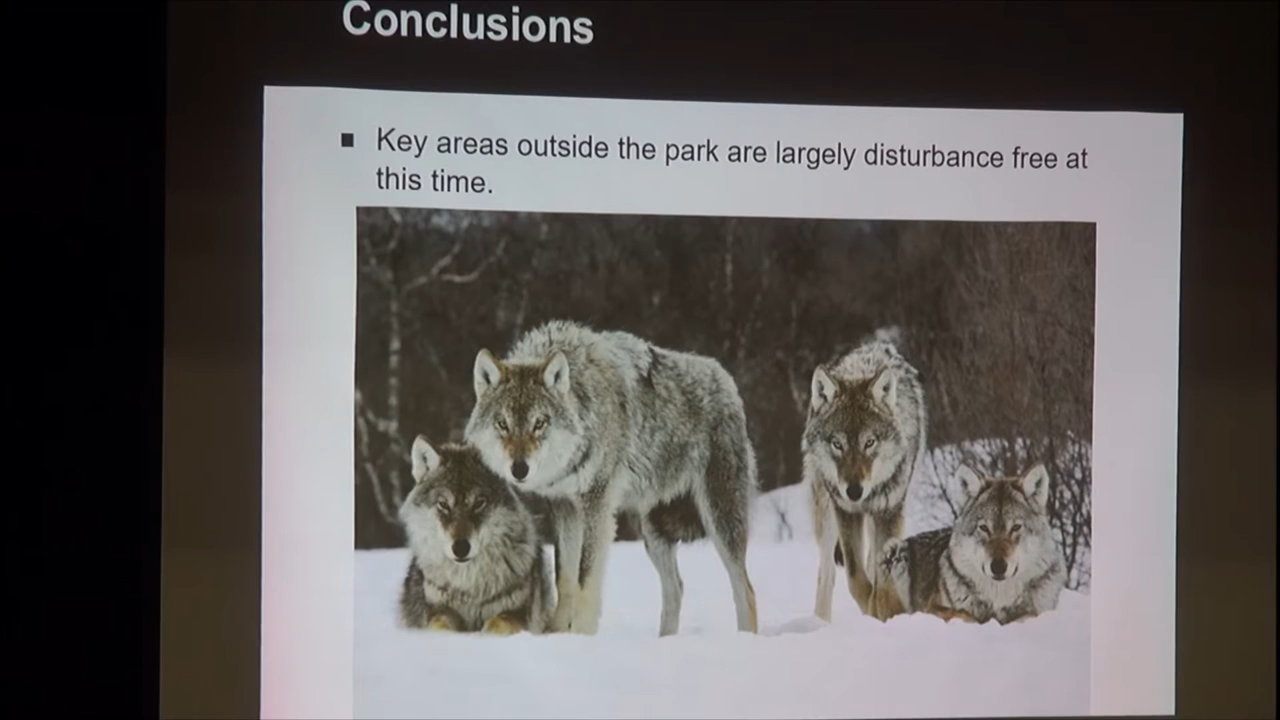 Conclusions
▪ Key areas outside the park are largely disturbance free at
this time.